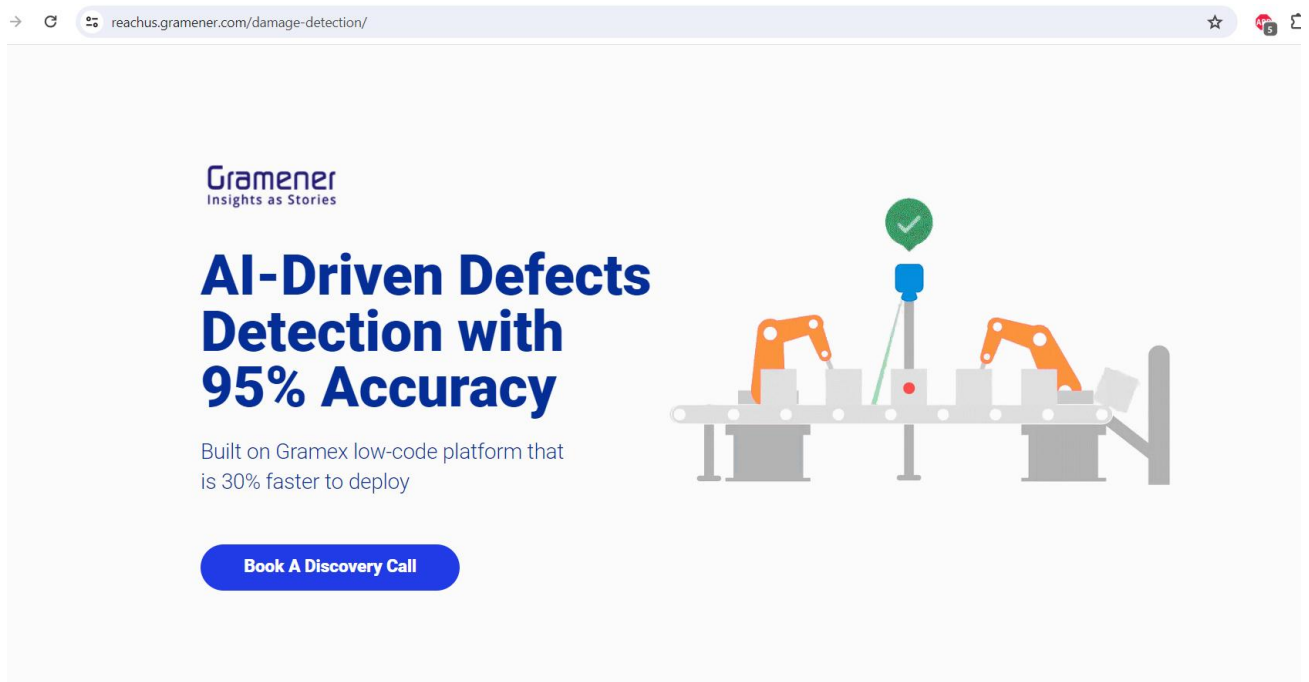 reachus.gramener.com/damage-detection/
5
Gramener
Insights as Stories
AI-Driven Defects
Detection with
95% Accuracy
Built on Gramex low-code platform that
is 30% faster to deploy
Book A Discovery Call